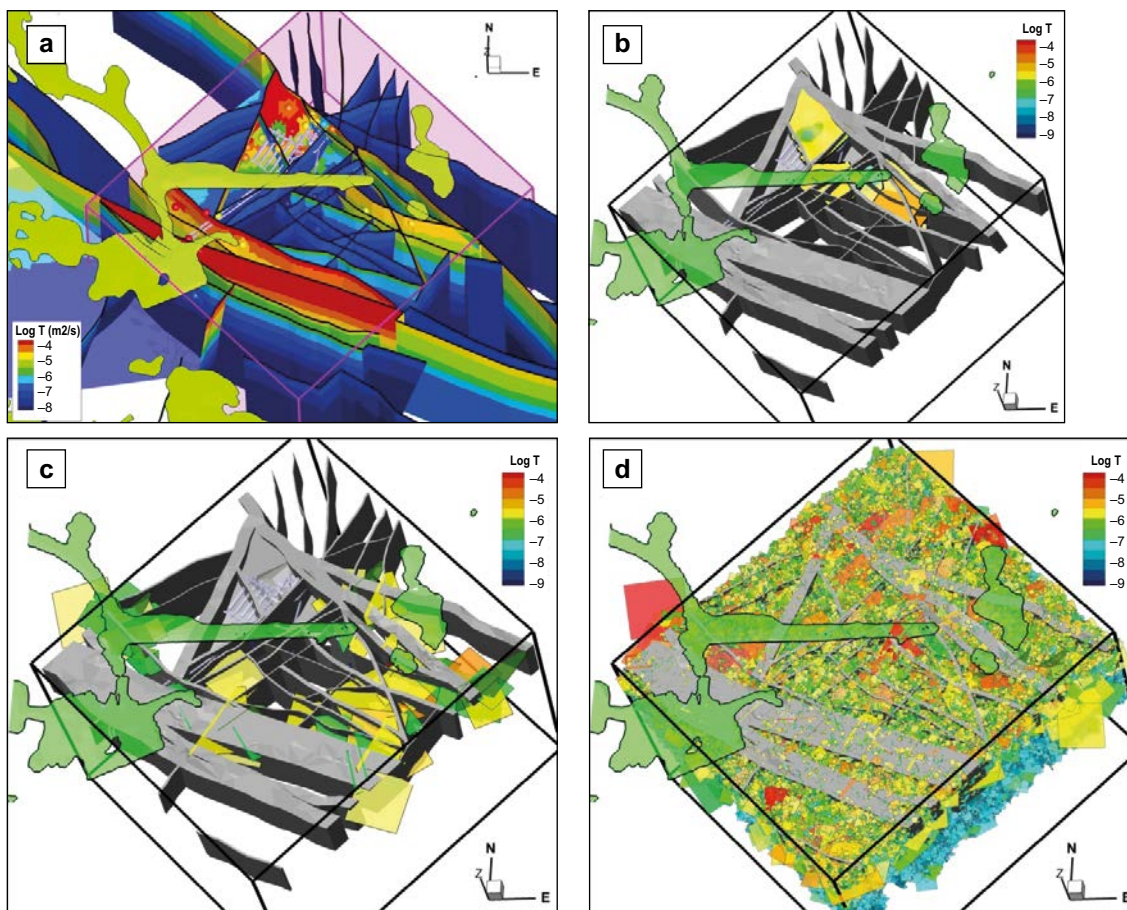 a
N
Z
E
Log T (m2/s)
–4
–5
–6
–7
–8
b
Log T
–4
–5
–6
–7
–8
–9
N
Z
E
c
Log T
–4
–5
–6
–7
–8
–9
N
Z
E
d
Log T
–4
–5
–6
–7
–8
–9
N
Z
E